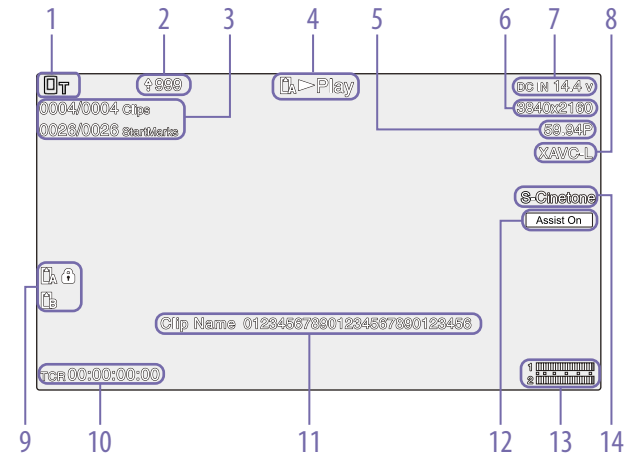 1 2 3 4 5 6 7 8
999
A Play
DC IN 14.4 V
0004/0004 Clips
3840x2160
0026/0026 StartMarks
59.94P
XAVC-L
S-Cinetone
Assist On
A
B
Clip Name 012345678901234567890123456
TCR 00:00:00:00
1
2
9 10 11 12 13 14